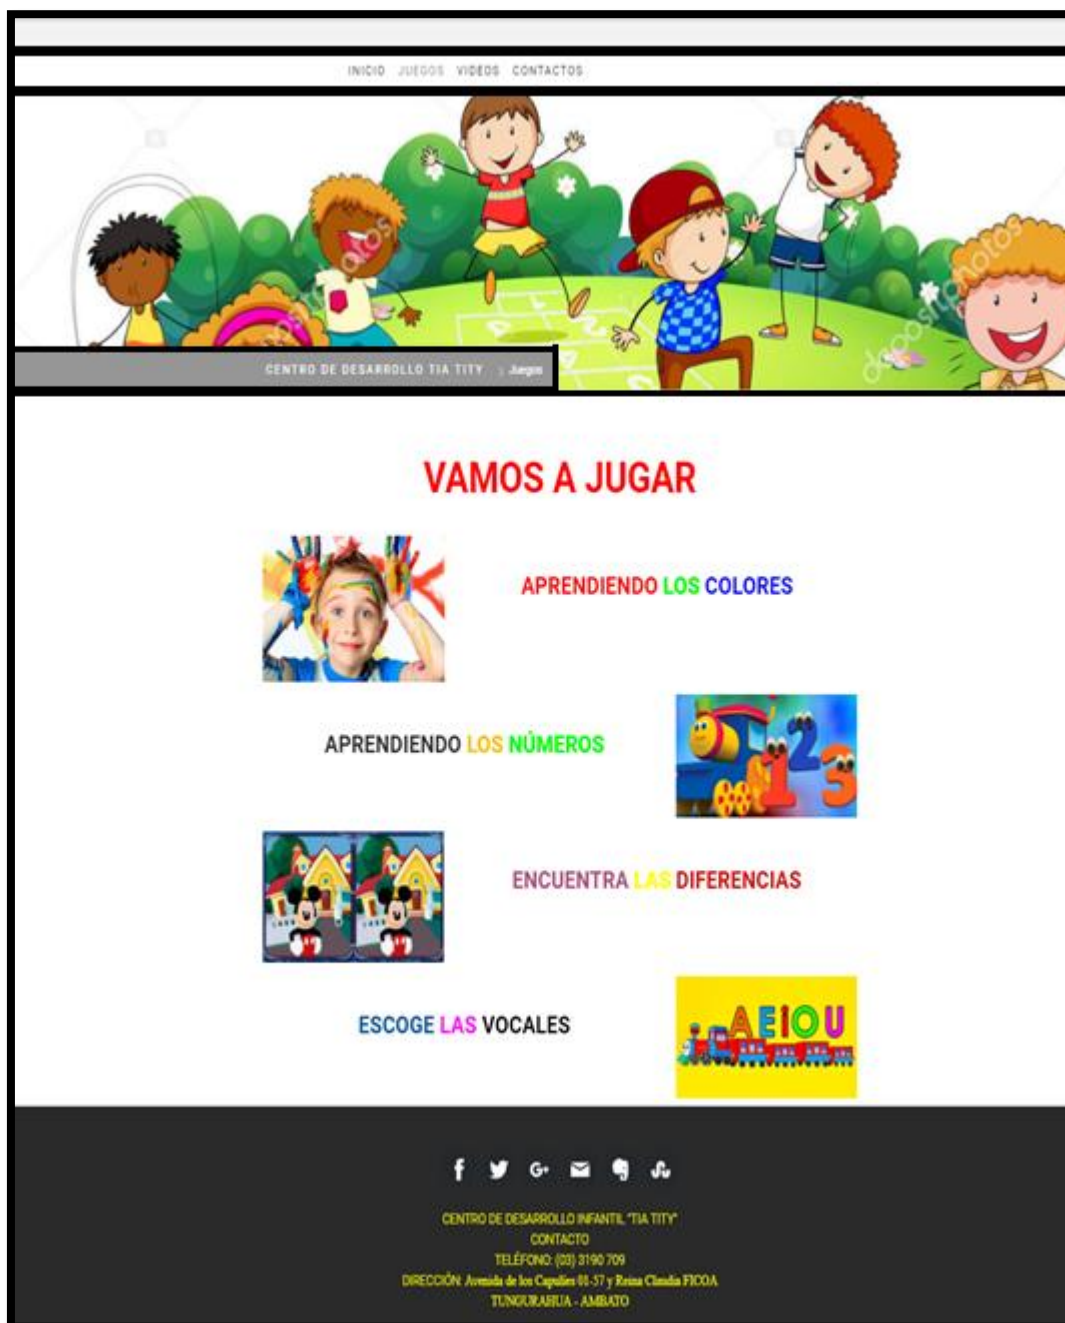 INICIO JUEGOS VIDEOS CONTACTOS
depositphotos
depositphotos
CENTRO DE DESARROLLO TIA TITY Juegos
VAMOS A JUGAR
APRENDIENDO LOS COLORES
APRENDIENDO LOS NÚMEROS
123
ENCUENTRA LAS DIFERENCIAS
ESCOGE LAS VOCALES
AEIOU
CENTRO DE DESARROLLO INFANTIL "TIA TITY"
CONTACTO
TELÉFONO: (03) 3190 709
DIRECCIÓN: Avenida de los Capulíes 01-57 y Reina Claudia FICOA
TUNGURAHUA - AMBATO